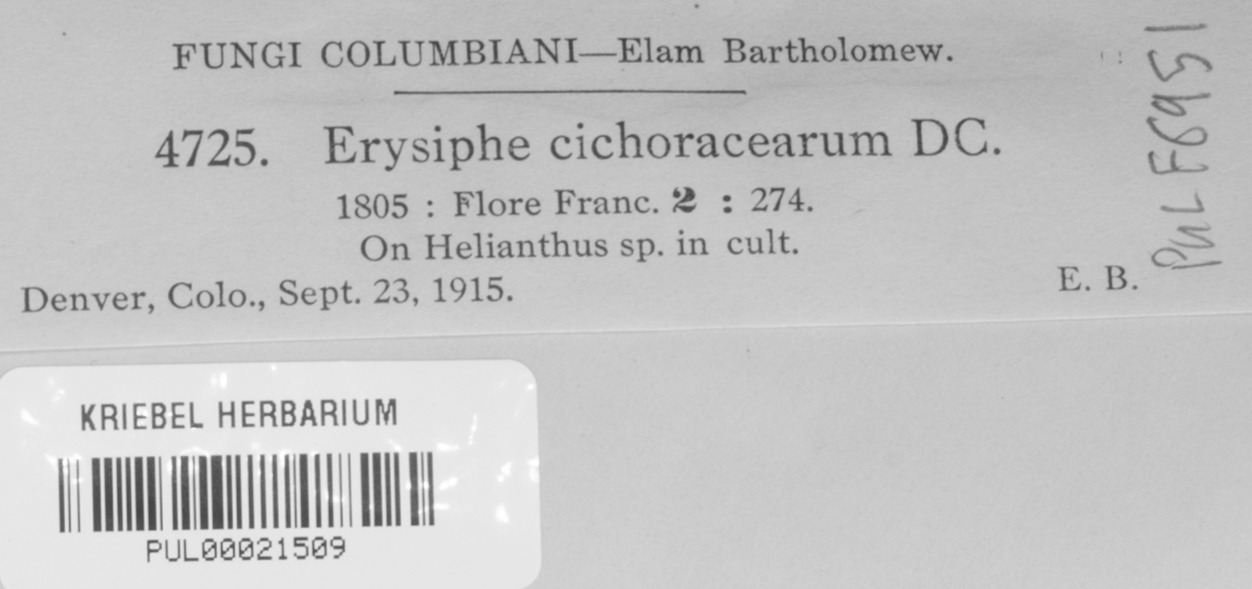 FUNGI COLUMBIANI—Elam Bartholomew.
4725. Erysiphe cichoracearum DC.
1805 : Flore Franc. 2 : 274.
On Helianthus sp. in cult.
Denver, Colo., Sept. 23, 1915.
E. B.
PUL F6951
KRIEBEL HERBARIUM
PUL00021509